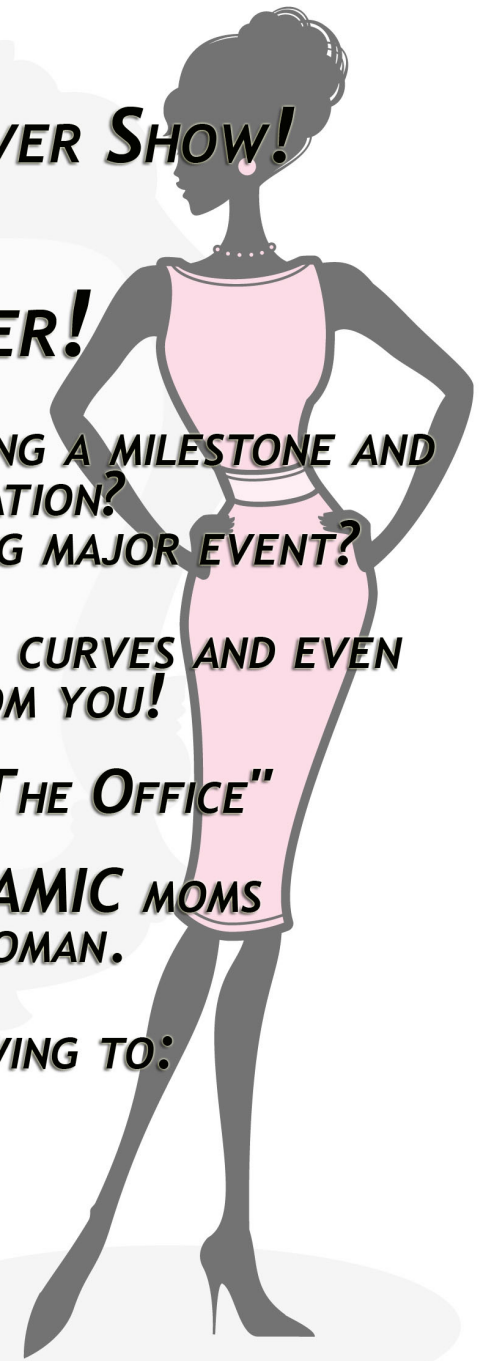 VER SHOW!
ER!
NG A MILESTONE AND
ATION?
G MAJOR EVENT?
CURVES AND EVEN
OM YOU!
THE OFFICE"
AMIC MOMS
OMAN.
VING TO: